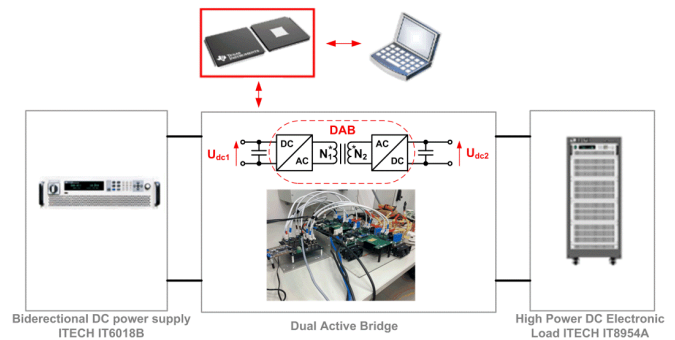 DAB
DC
AC
N1
*
*
N2
AC
DC
Udc1
Udc2
Biderectional DC power supply
ITECH IT6018B
Dual Active Bridge
High Power DC Electronic
Load ITECH IT8954A